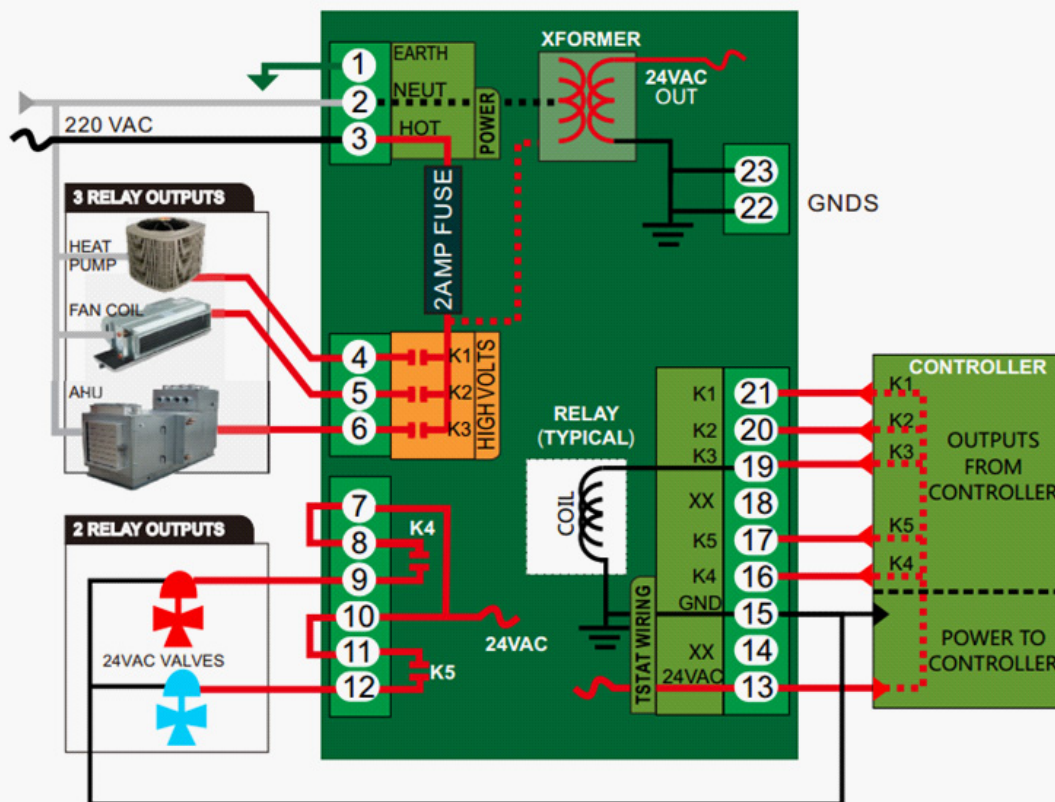 XFORMER
1
EARTH
24VAC
OUT
2
NEUT
220 VAC
3
HOT
POWER
2AMP FUSE
23
22
GNDS
3 RELAY OUTPUTS
HEAT
PUMP
FAN COIL
AHU
4
K1
5
K2
6
K3
HIGH VOLTS
CONTROLLER
K1
21
K1
K2
20
K2
K3
19
K3
XX
18
K5
17
K5
K4
16
K4
GND
15
XX
14
24VAC
13
OUTPUTS
FROM
CONTROLLER
POWER TO
CONTROLLER
RELAY
(TYPICAL)
COIL
TSTAT WIRING
7
8
K4
9
10
24VAC
11
K5
12
2 RELAY OUTPUTS
24VAC VALVES